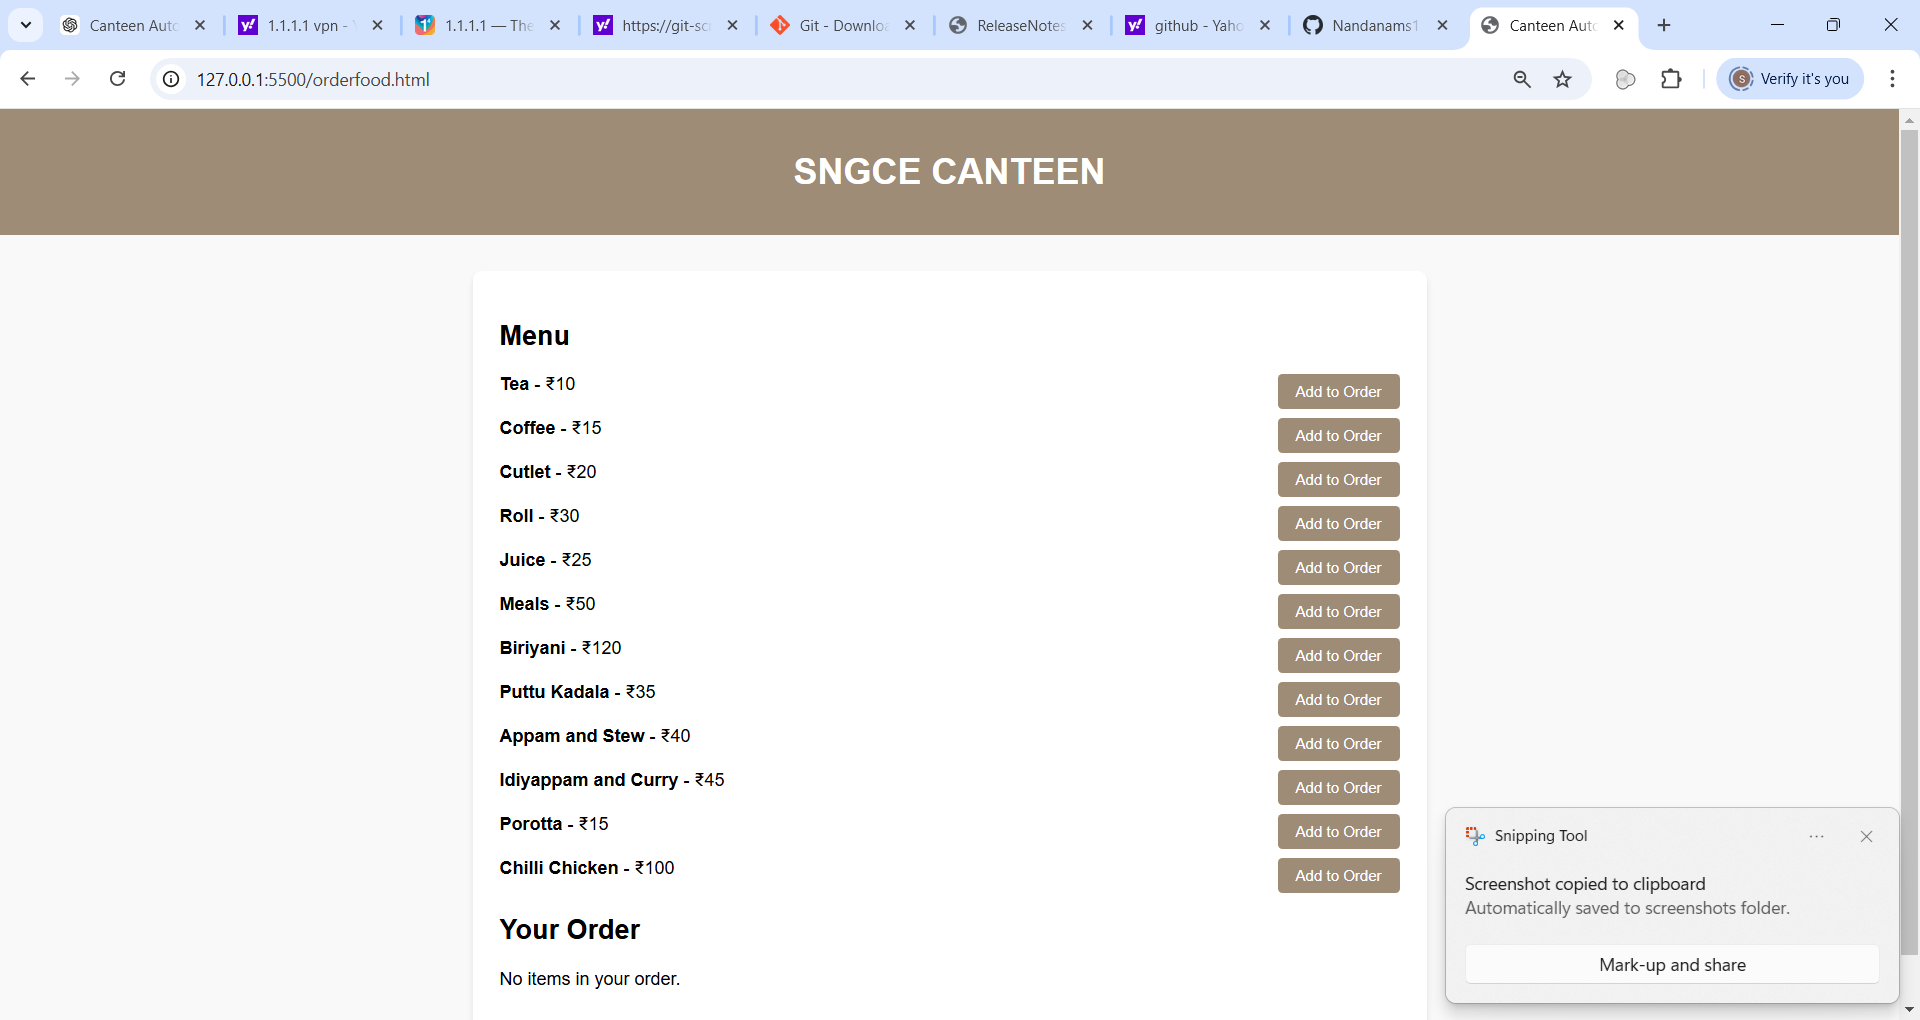 Canteen Auto
1.1.1.1 vpn -
1.1.1.1 — The
https://git-sc
Git - Downloa
ReleaseNotes
github - Yaho
Nandanams1
Canteen Auto
127.0.0.1:5500/orderfood.html
S
Verify it's you
SNGCE CANTEEN
Menu
Tea - ₹10
Add to Order
Coffee - ₹15
Add to Order
Cutlet - ₹20
Add to Order
Roll - ₹30
Add to Order
Juice - ₹25
Add to Order
Meals - ₹50
Add to Order
Biriyani - ₹120
Add to Order
Puttu Kadala - ₹35
Add to Order
Appam and Stew - ₹40
Add to Order
Idiyappam and Curry - ₹45
Add to Order
Porotta - ₹15
Add to Order
Chilli Chicken - ₹100
Add to Order
Your Order
No items in your order.
Snipping Tool
Screenshot copied to clipboard
Automatically saved to screenshots folder.
Mark-up and share